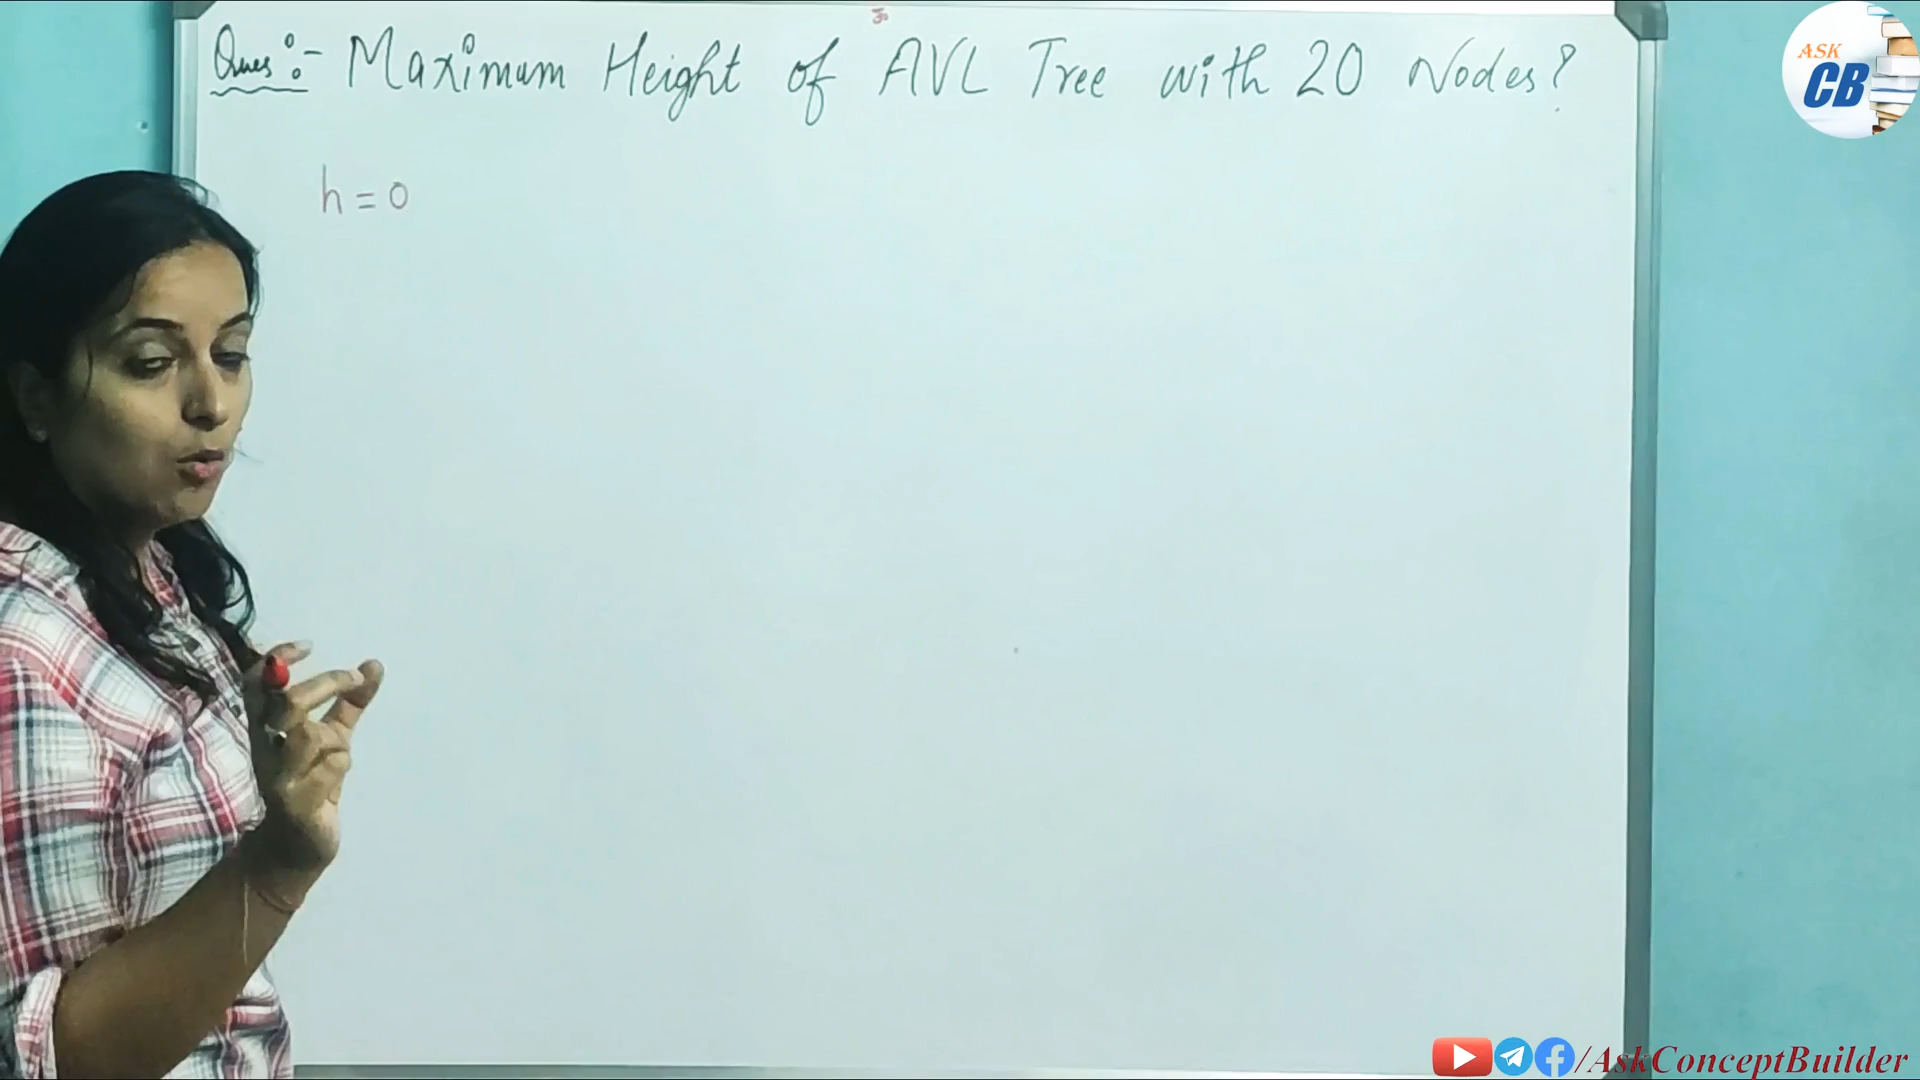 Ques:- Maximum Height of AVL Tree with 20 Nodes?
h = 0
ASK
CB
/AskConceptBuilder